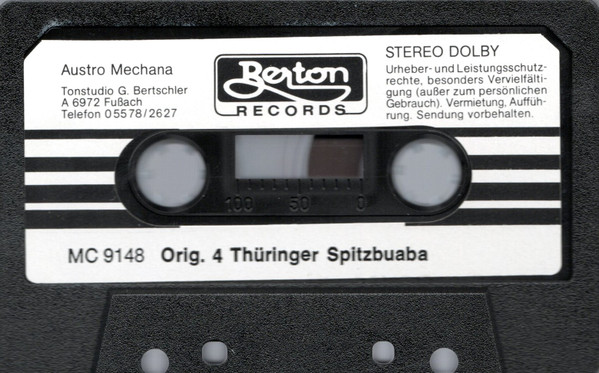 Austro Mechana
Tonstudio G. Bertschler
A 6972 Fußach
Telefon 05578/2627
Berton
RECORDS
STEREO DOLBY
Urheber- und Leistungsschutz-
rechte, besonders Vervielfälti-
gung (außer zum persönlichen
Gebrauch). Vermietung, Auffüh-
rung. Sendung vorbehalten.
100 50 0
MC 9148 Orig. 4 Thüringer Spitzbuaba